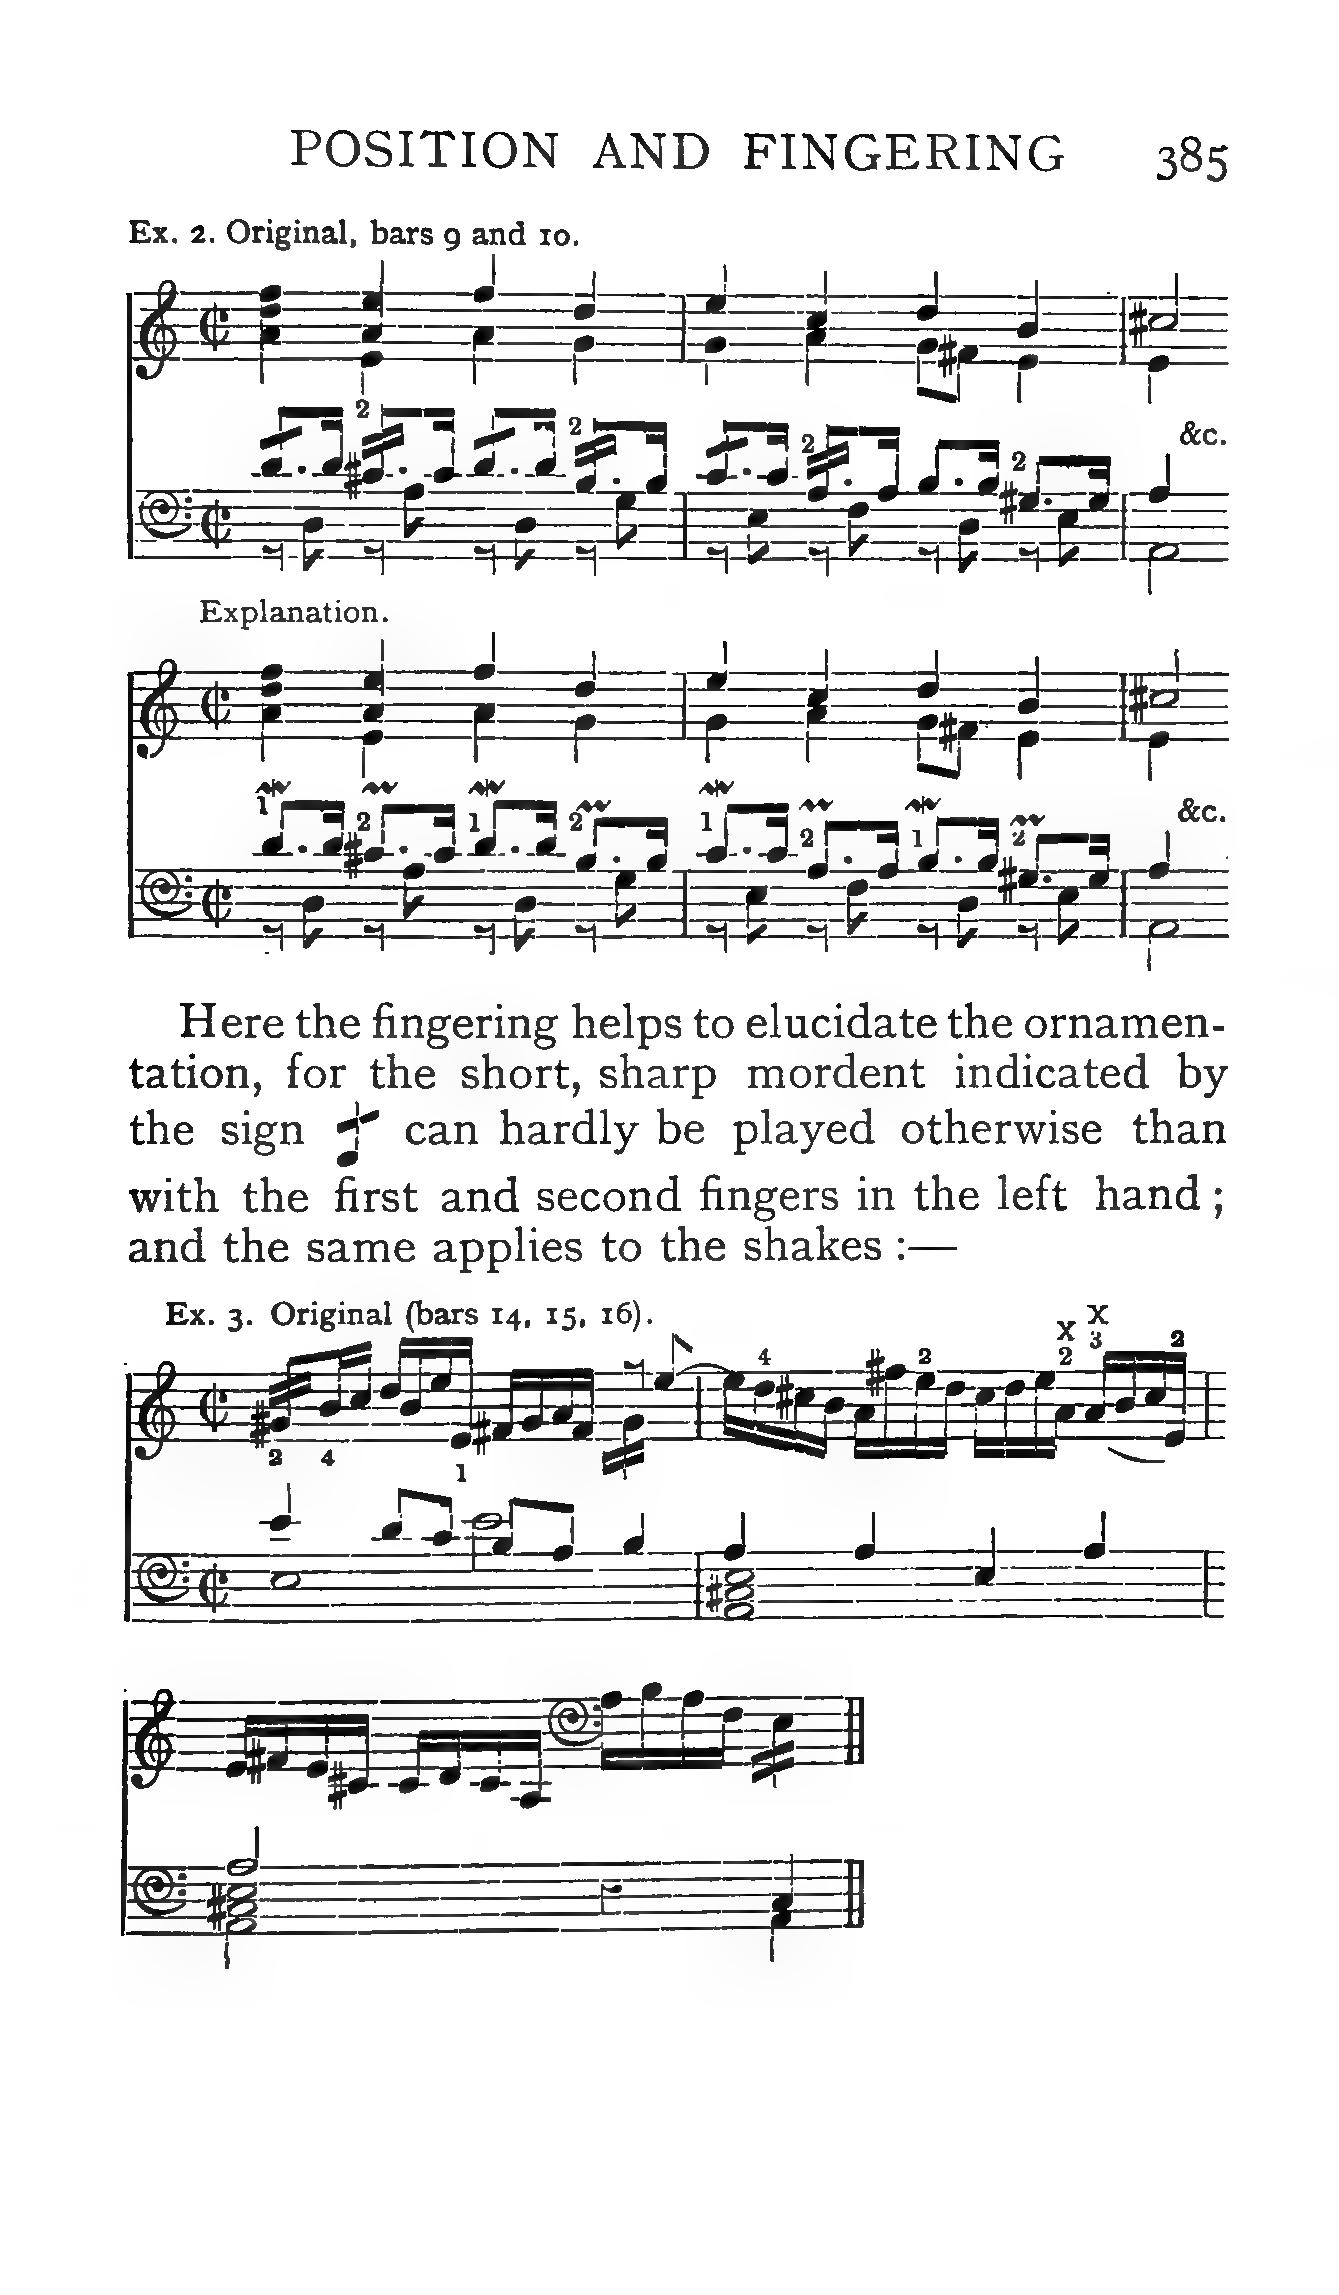 POSITION AND FINGERING 385
Ex. 2. Original, bars 9 and 10.
2 2 2 2 &c.
Explanation.
1 2 1 2 1 2 1 2 &c.
Here the fingering helps to elucidate the ornamen-
tation, for the short, sharp mordent indicated by
the sign can hardly be played otherwise than
with the first and second fingers in the left hand ;
and the same applies to the shakes :—
Ex. 3. Original (bars 14, 15, 16).
X X
4 2 2 3 2
2 4 1